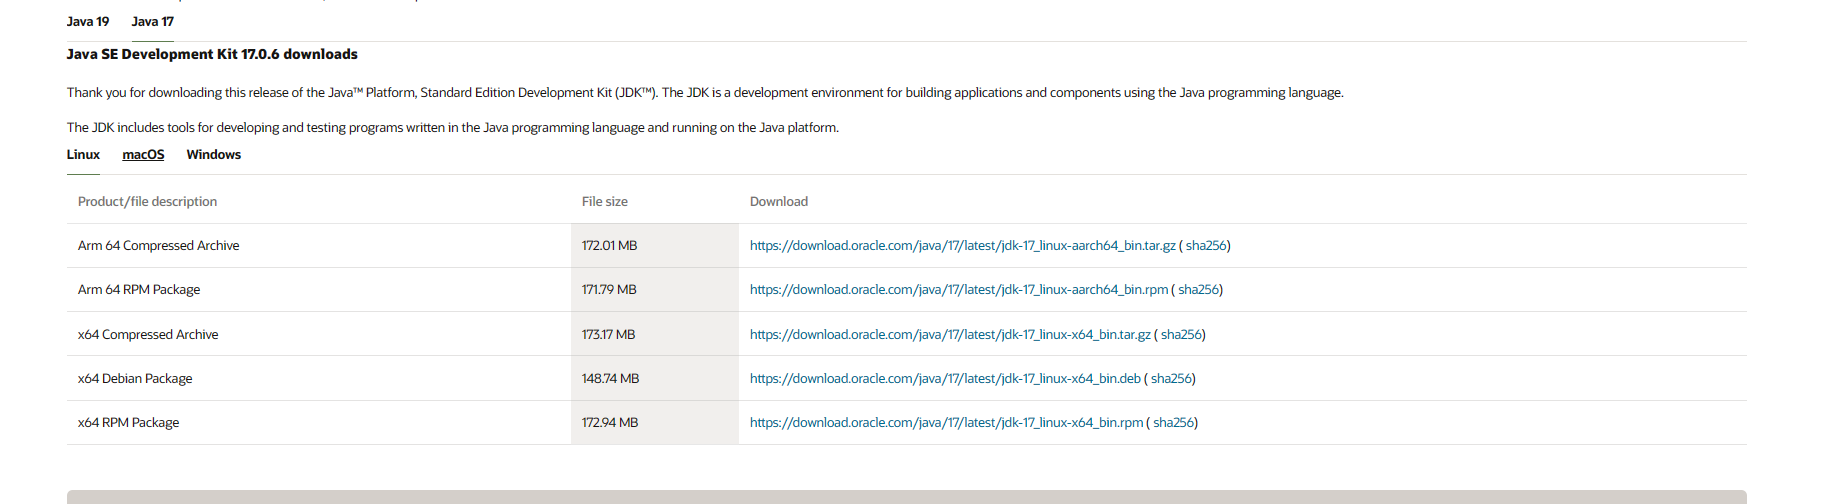 Java 19 Java 17
Java SE Development Kit 17.0.6 downloads
Thank you for downloading this release of the Java™ Platform, Standard Edition Development Kit (JDK™). The JDK is a development environment for building applications and components using the Java programming language.
The JDK includes tools for developing and testing programs written in the Java programming language and running on the Java platform.
Linux macOS Windows
Product/file description File size Download
Arm 64 Compressed Archive 172.01 MB https://download.oracle.com/java/17/latest/jdk-17_linux-aarch64_bin.tar.gz ( sha256)
Arm 64 RPM Package 171.79 MB https://download.oracle.com/java/17/latest/jdk-17_linux-aarch64_bin.rpm ( sha256)
x64 Compressed Archive 173.17 MB https://download.oracle.com/java/17/latest/jdk-17_linux-x64_bin.tar.gz ( sha256)
x64 Debian Package 148.74 MB https://download.oracle.com/java/17/latest/jdk-17_linux-x64_bin.deb ( sha256)
x64 RPM Package 172.94 MB https://download.oracle.com/java/17/latest/jdk-17_linux-x64_bin.rpm ( sha256)